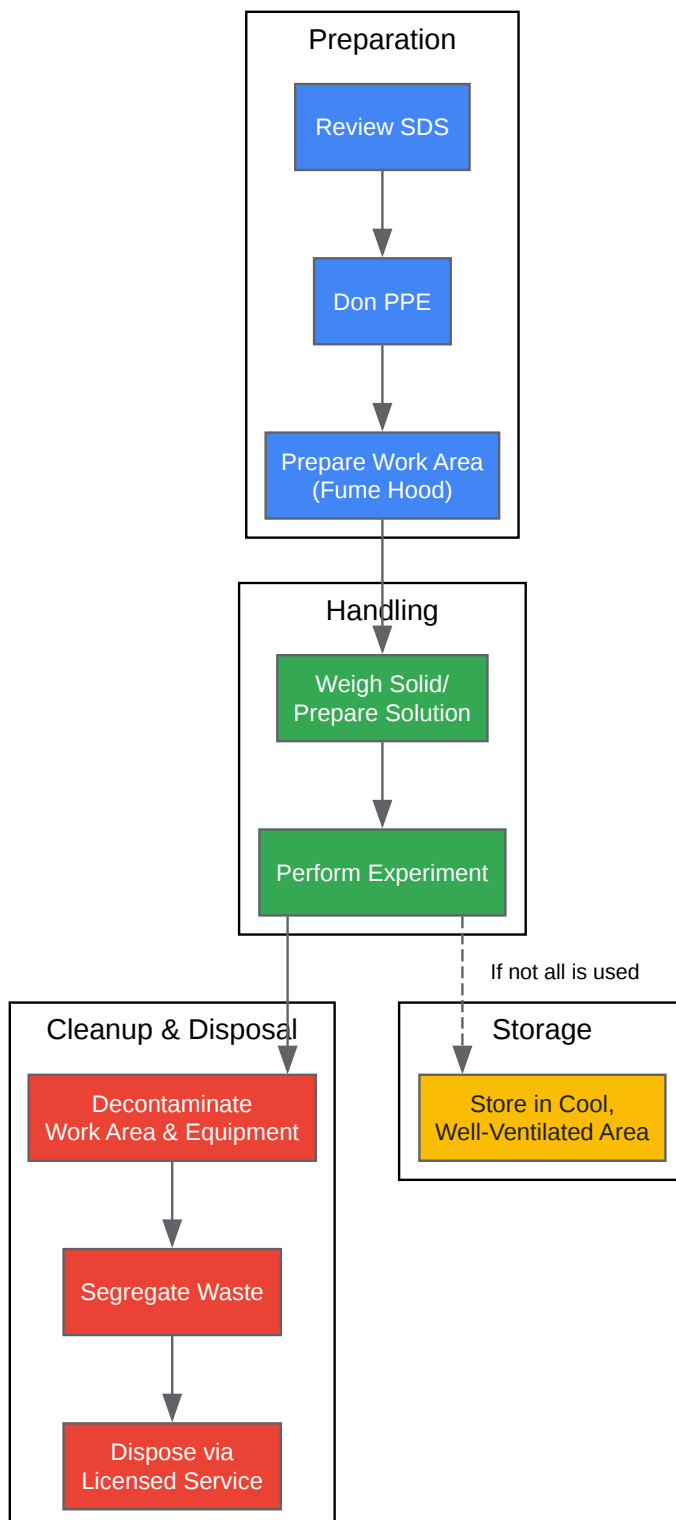 Preparation
Review SDS
Don PPE
Prepare Work Area
(Fume Hood)
Handling
Weigh Solid/
Prepare Solution
Perform Experiment
If not all is used
Cleanup & Disposal
Decontaminate
Work Area & Equipment
Segregate Waste
Dispose via
Licensed Service
Storage
Store in Cool,
Well-Ventilated Area